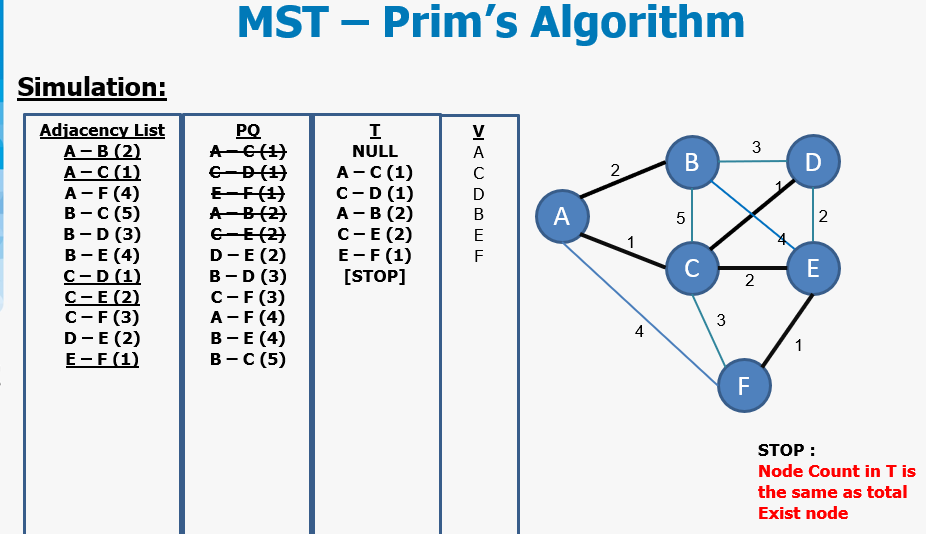 MST – Prim's Algorithm
Simulation:
Adjacency List
A – B (2)
A – C (1)
A – F (4)
B – C (5)
B – D (3)
B – E (4)
C – D (1)
C – E (2)
C – F (3)
D – E (2)
E – F (1)
PQ
A – C (1)
C – D (1)
E – F (1)
A – B (2)
C – E (2)
D – E (2)
B – D (3)
C – F (3)
A – F (4)
B – E (4)
B – C (5)
T
NULL
A – C (1)
C – D (1)
A – B (2)
C – E (2)
E – F (1)
[STOP]
V
A
C
D
B
E
F
B
3
D
2
1
A
5
4
2
1
C
2
E
3
4
1
F
STOP :
Node Count in T is
the same as total
Exist node